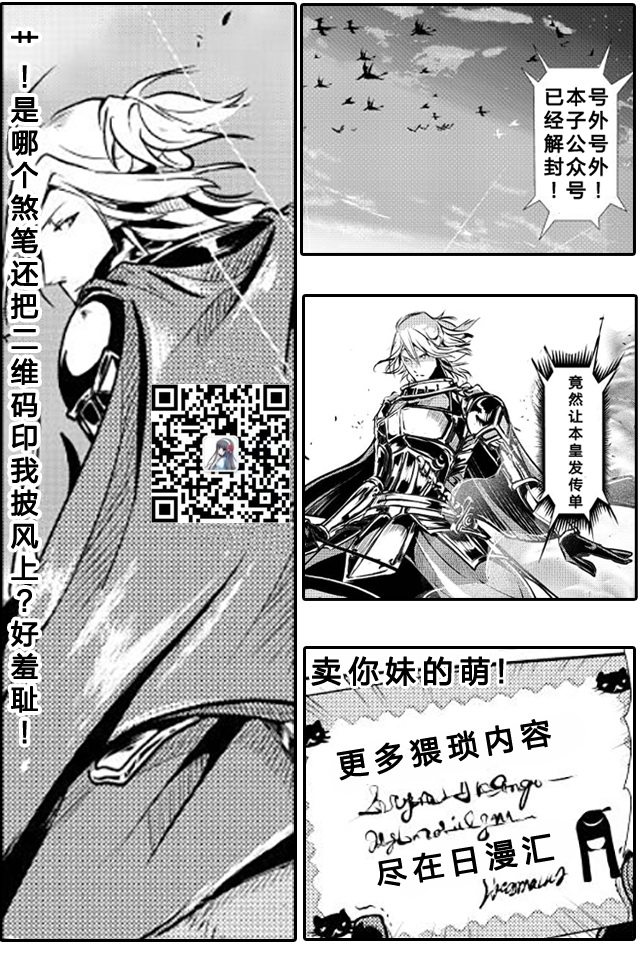 艹！是哪个煞笔还把二维码印我披风上？好羞耻！
号外号外！
本子公众号
已经解封！
竟然让本皇发传单
卖你妹的萌！
更多猥琐内容
尽在日漫汇